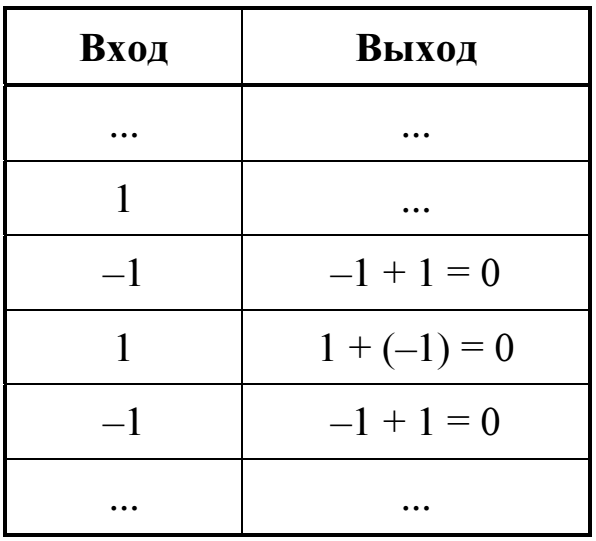 Вход Выход
... ...
1 ...
–1 –1 + 1 = 0
1 1 + (–1) = 0
–1 –1 + 1 = 0
... ...